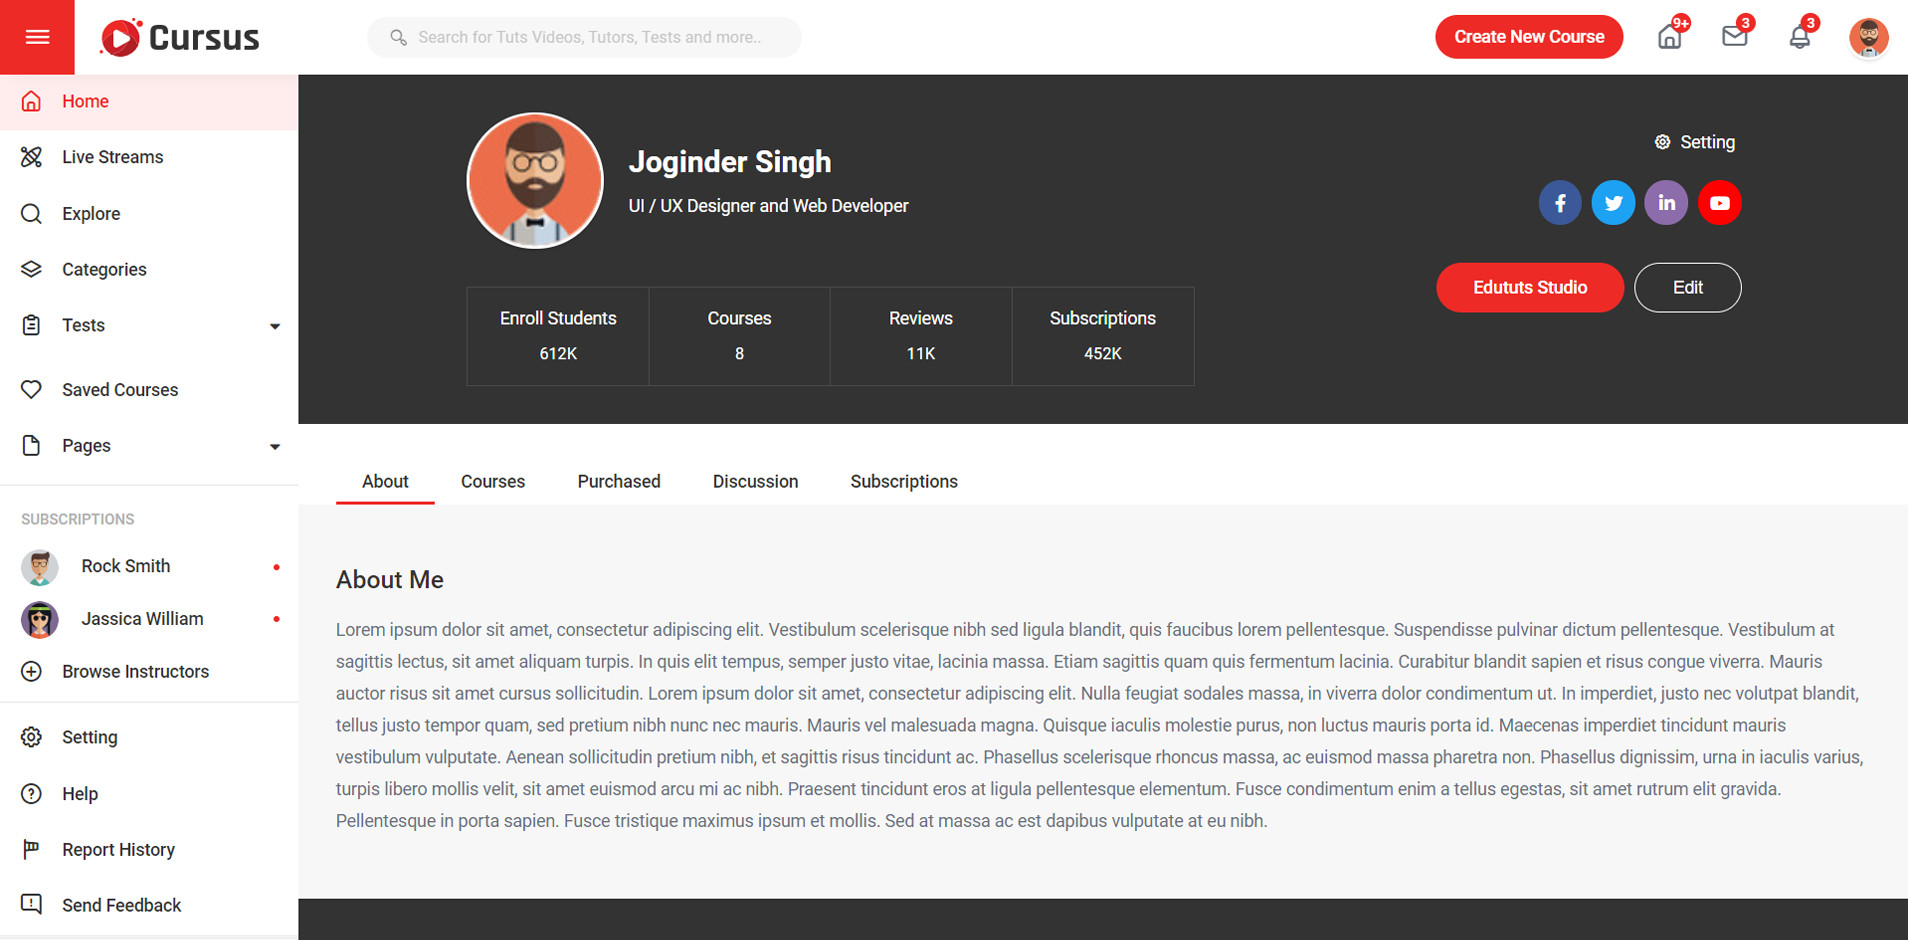 Cursus
Search for Tuts Videos, Tutors, Tests and more..
Create New Course
9+
3
3
Home
Live Streams
Explore
Categories
Tests
Saved Courses
Pages
SUBSCRIPTIONS
Rock Smith
Jassica William
Browse Instructors
Setting
Help
Report History
Send Feedback
Joginder Singh
UI / UX Designer and Web Developer
Setting
Edututs Studio
Edit
Enroll Students
612K
Courses
8
Reviews
11K
Subscriptions
452K
About
Courses
Purchased
Discussion
Subscriptions
About Me
Lorem ipsum dolor sit amet, consectetur adipiscing elit. Vestibulum scelerisque nibh sed ligula blandit, quis faucibus lorem pellentesque. Suspendisse pulvinar dictum pellentesque. Vestibulum at
sagittis lectus, sit amet aliquam turpis. In quis elit tempus, semper justo vitae, lacinia massa. Etiam sagittis quam quis fermentum lacinia. Curabitur blandit sapien et risus congue viverra. Mauris
auctor risus sit amet cursus sollicitudin. Lorem ipsum dolor sit amet, consectetur adipiscing elit. Nulla feugiat sodales massa, in viverra dolor condimentum ut. In imperdiet, justo nec volutpat blandit,
tellus justo tempor quam, sed pretium nibh nunc nec mauris. Mauris vel malesuada magna. Quisque iaculis molestie purus, non luctus mauris porta id. Maecenas imperdiet tincidunt mauris
vestibulum vulputate. Aenean sollicitudin pretium nibh, et sagittis risus tincidunt ac. Phasellus scelerisque rhoncus massa, ac euismod massa pharetra non. Phasellus dignissim, urna in iaculis varius,
turpis libero mollis velit, sit amet euismod arcu mi ac nibh. Praesent tincidunt eros at ligula pellentesque elementum. Fusce condimentum enim a tellus egestas, sit amet rutrum elit gravida.
Pellentesque in porta sapien. Fusce tristique maximus ipsum et mollis. Sed at massa ac est dapibus vulputate at eu nibh.